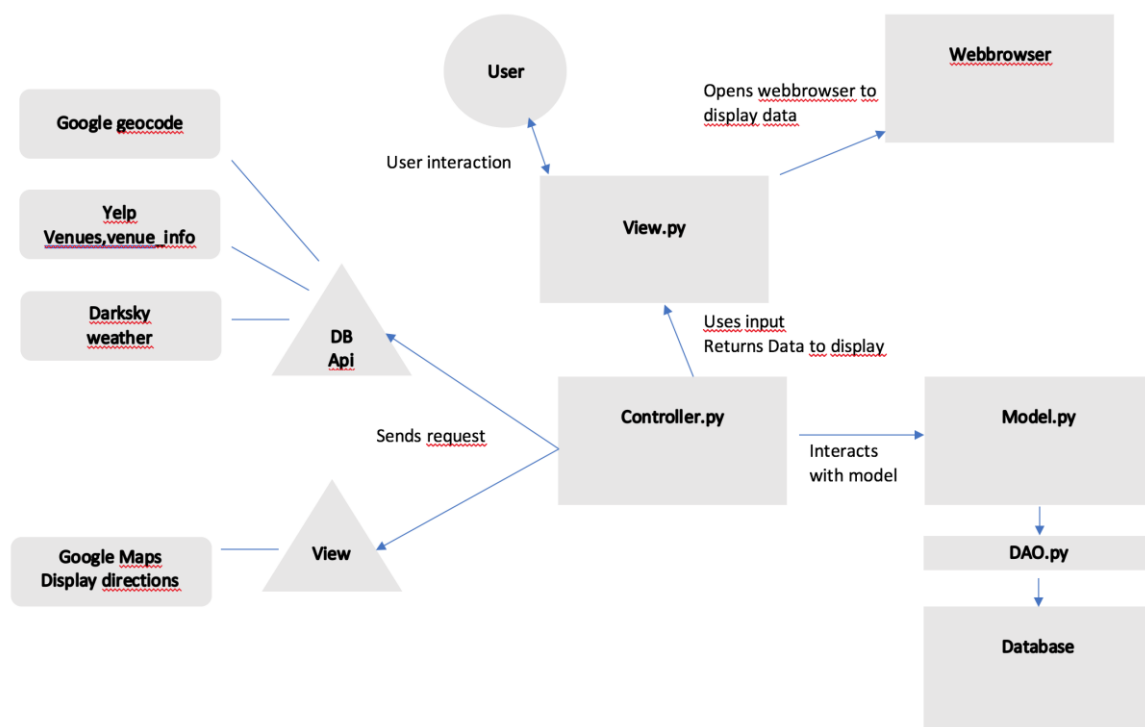 User
Webbrowser
Opens webbrowser to
display data
Google geocode
User interaction
Yelp
Venues,venue_info
View.py
Darksky
weather
DB
Api
Uses input
Returns Data to display
Sends request
Controller.py
Interacts
with model
Model.py
View
Google Maps
Display directions
DAO.py
Database